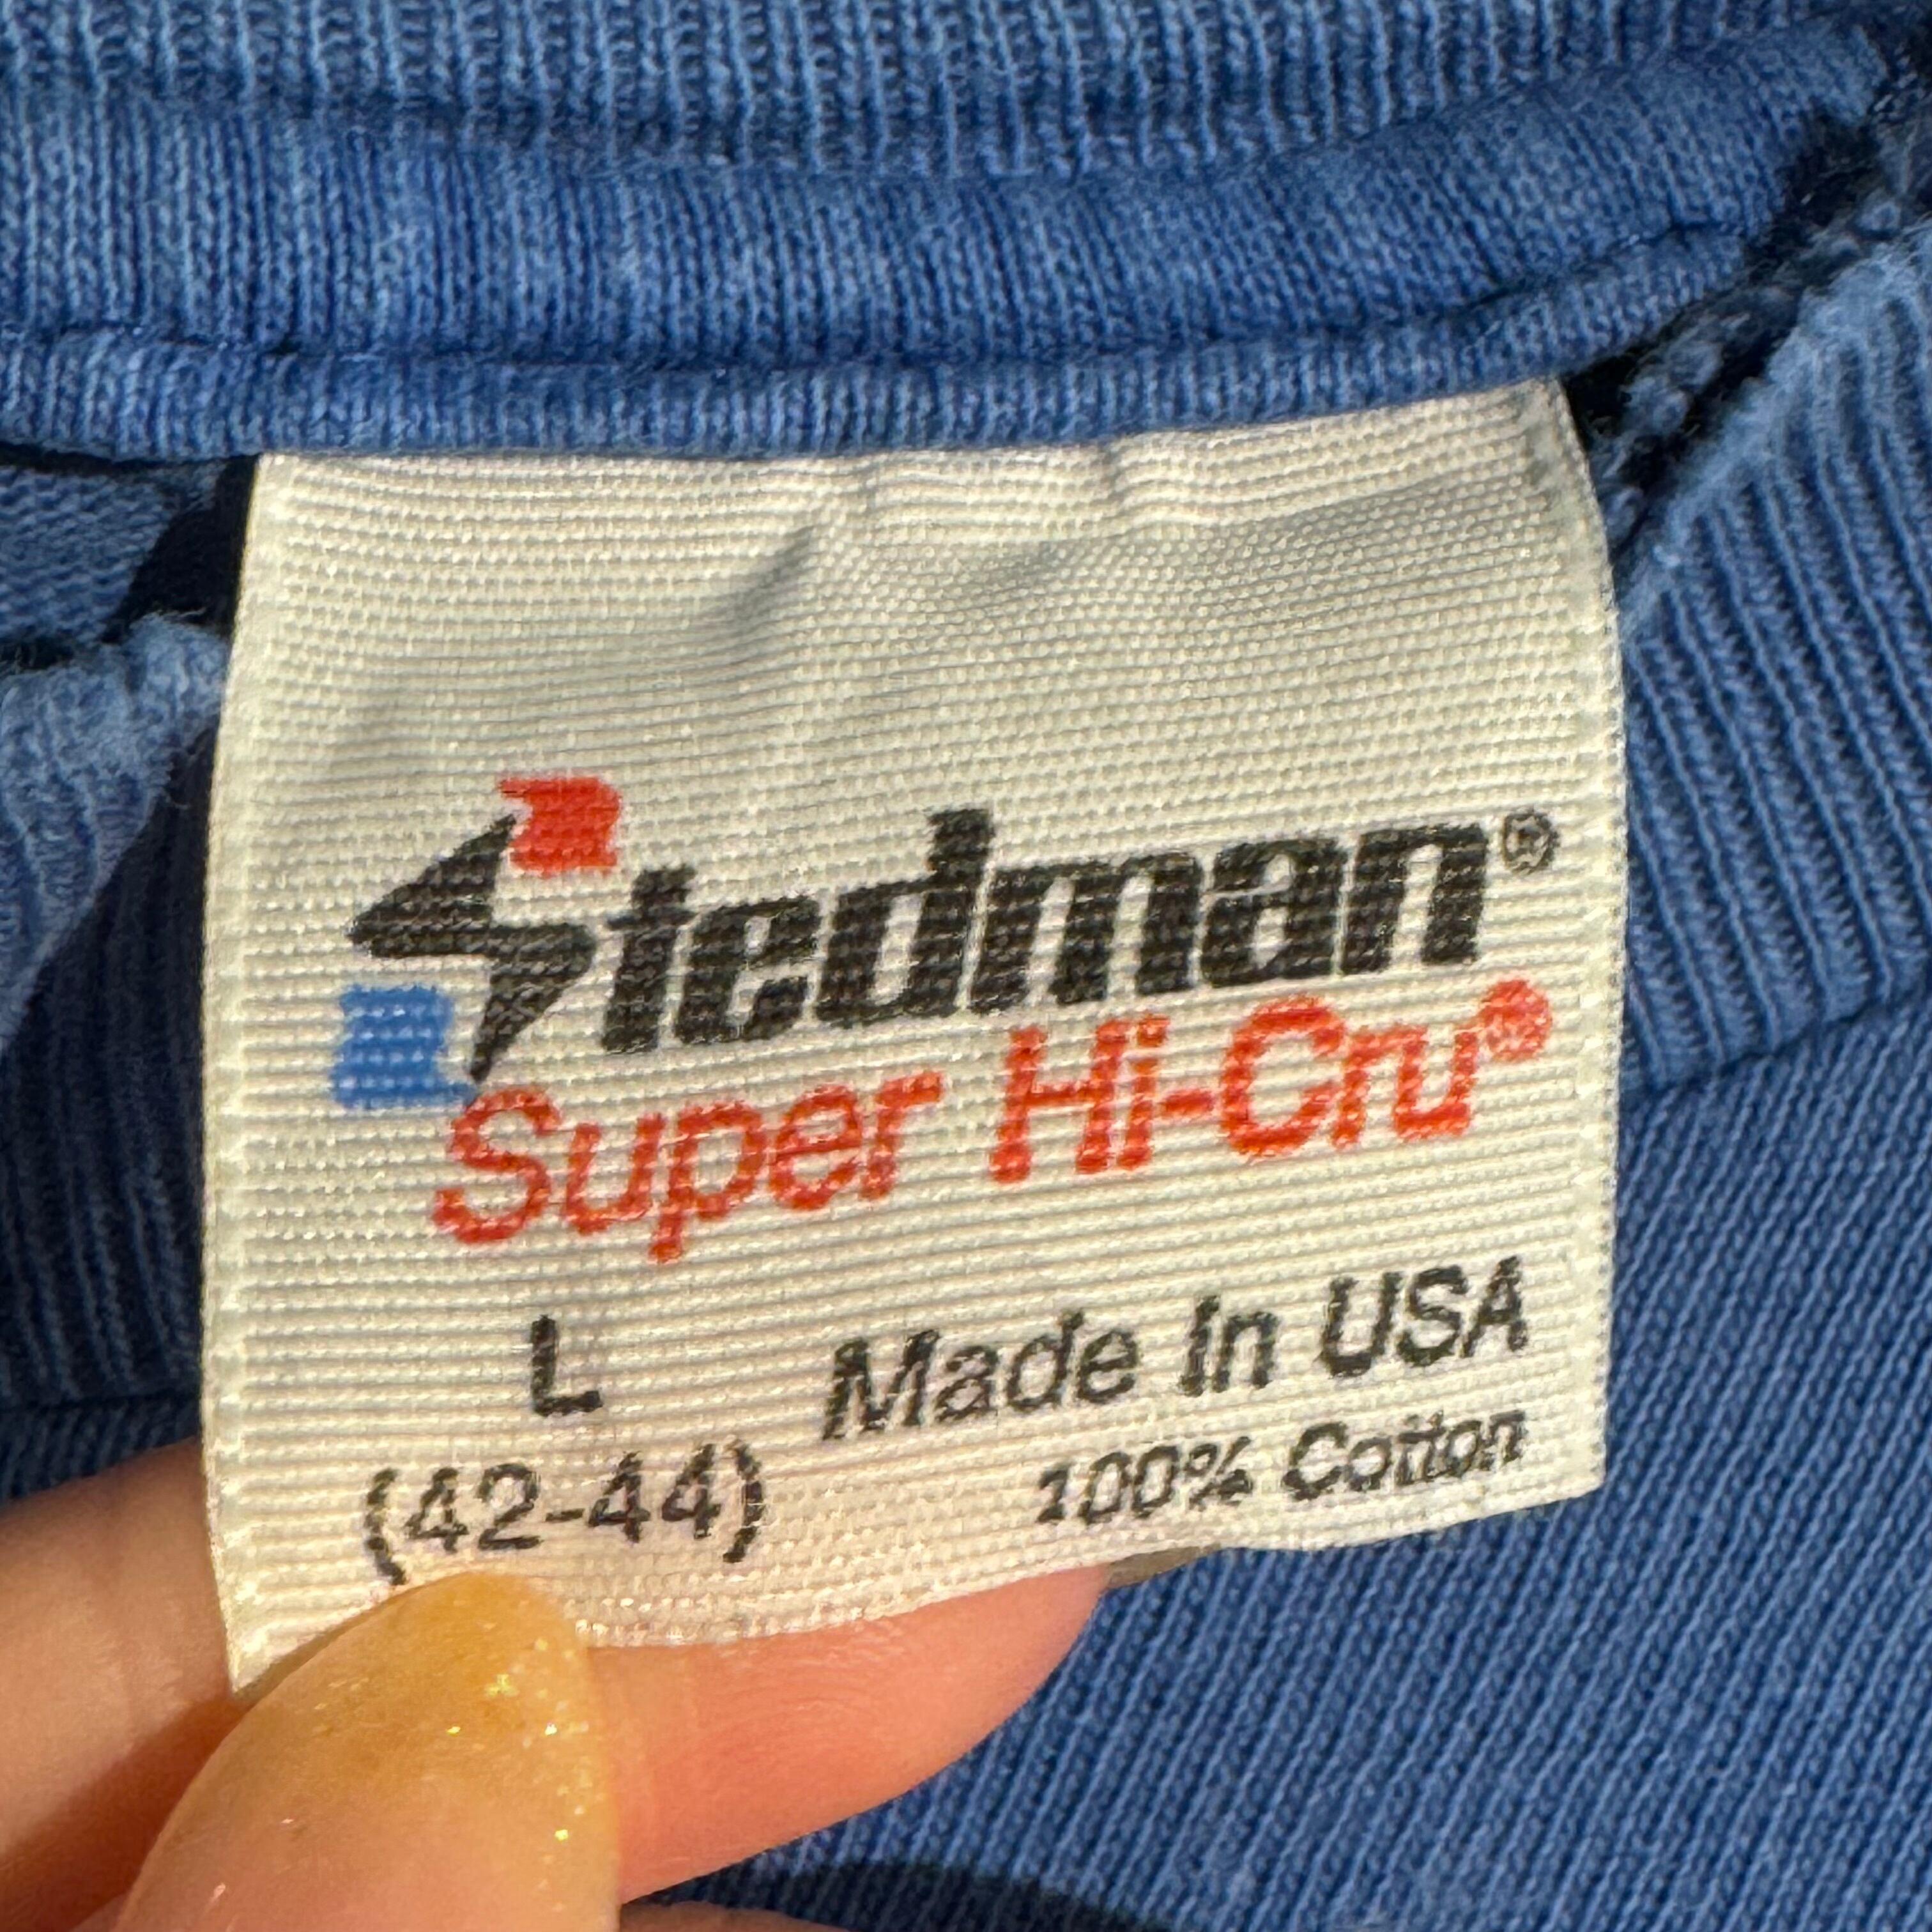 Stedman®
Super Hi-Cru®
L
Made In USA
(42-44)
100% Cotton